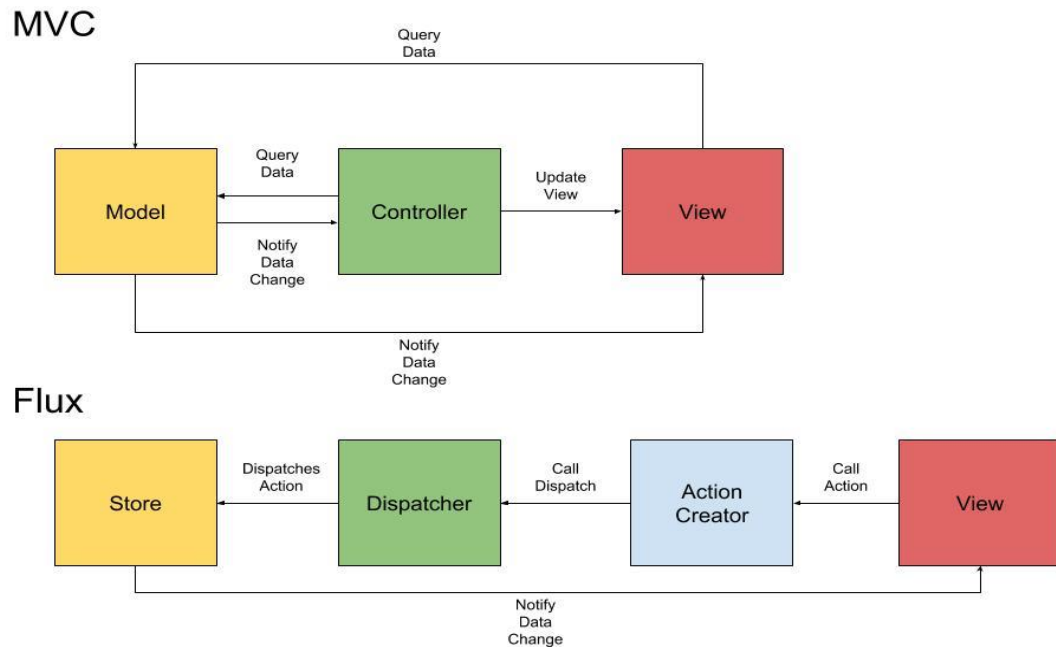 MVC
Query
Data
Model
Query
Data
Notify
Data
Change
Controller
Update
View
View
Notify
Data
Change
Flux
Store
Dispatches
Action
Dispatcher
Call
Dispatch
Action
Creator
Call
Action
View
Notify
Data
Change